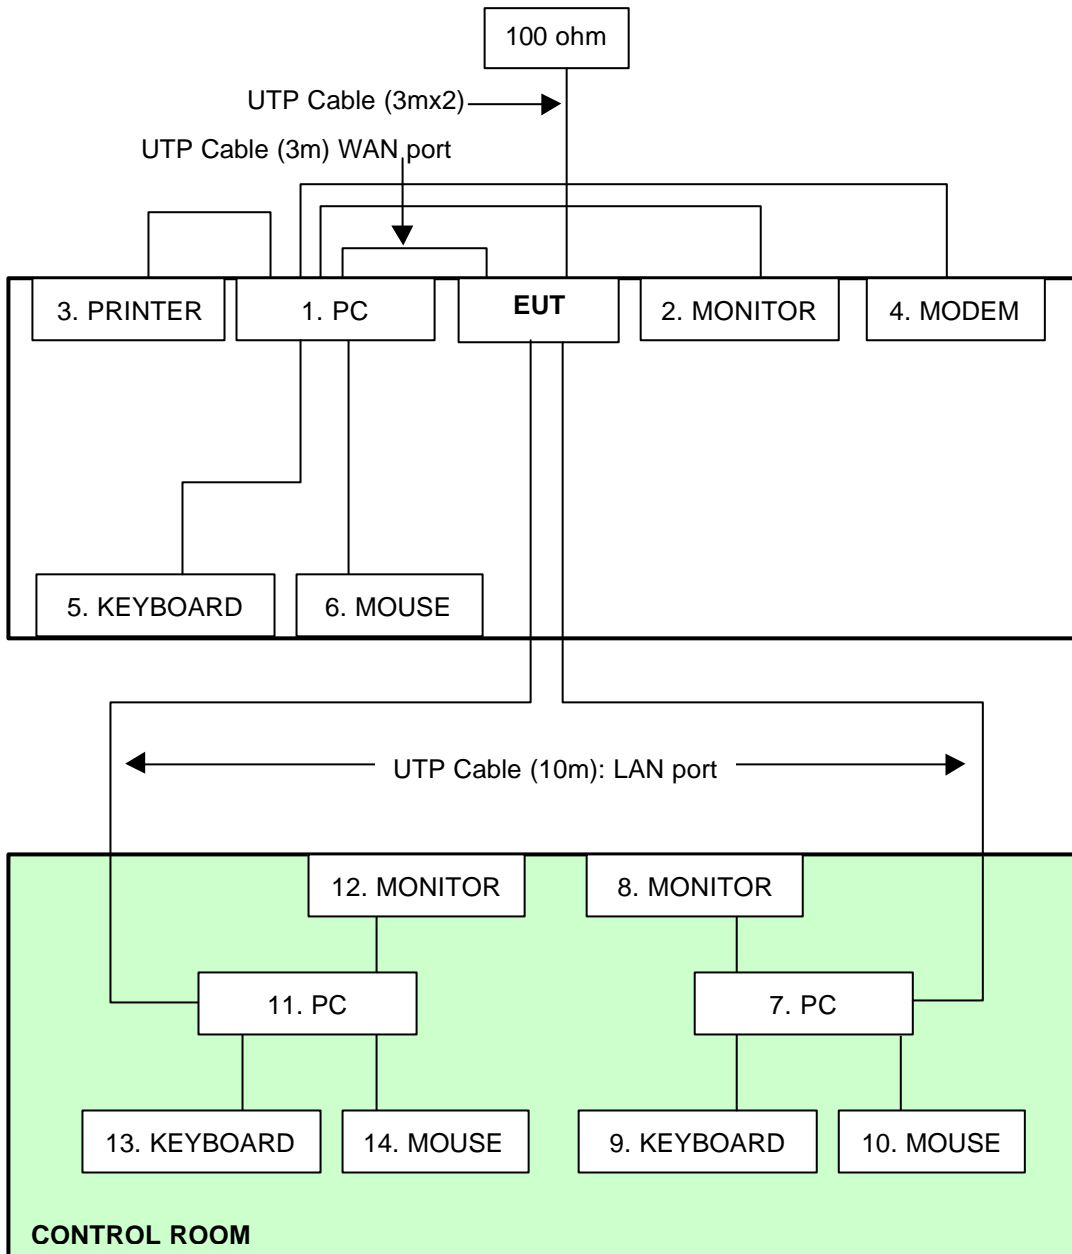 100 ohm
UTP Cable (3mx2)
UTP Cable (3m) WAN port
3. PRINTER
1. PC
EUT
2. MONITOR
4. MODEM
5. KEYBOARD
6. MOUSE
UTP Cable (10m): LAN port
12. MONITOR
8. MONITOR
11. PC
7. PC
13. KEYBOARD
14. MOUSE
9. KEYBOARD
10. MOUSE
CONTROL ROOM